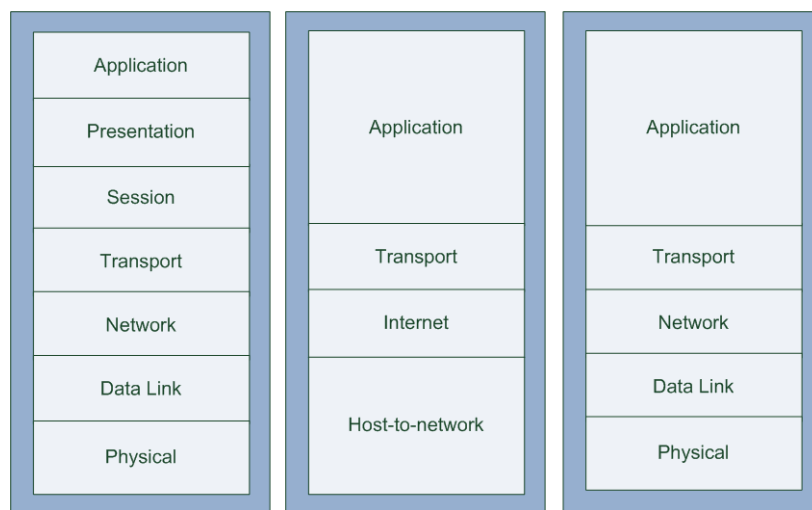 Application
Presentation
Session
Transport
Network
Data Link
Physical
Application
Transport
Internet
Host-to-network
Application
Transport
Network
Data Link
Physical